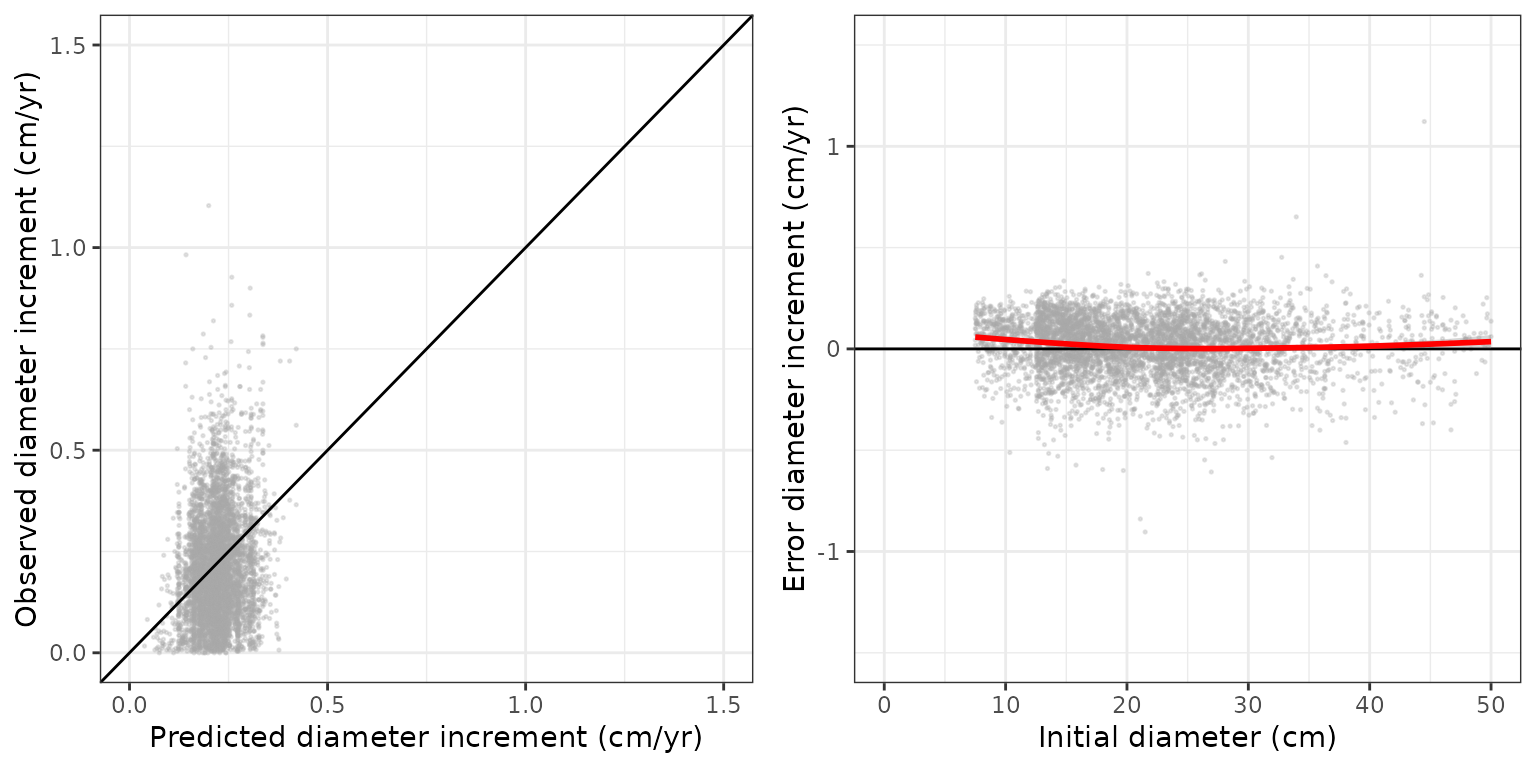 Observed diameter increment (cm/yr)
1.5
1.0
0.5
0.0
0.0 0.5 1.0 1.5
Predicted diameter increment (cm/yr)
Error diameter increment (cm/yr)
1
0
-1
0 10 20 30 40 50
Initial diameter (cm)